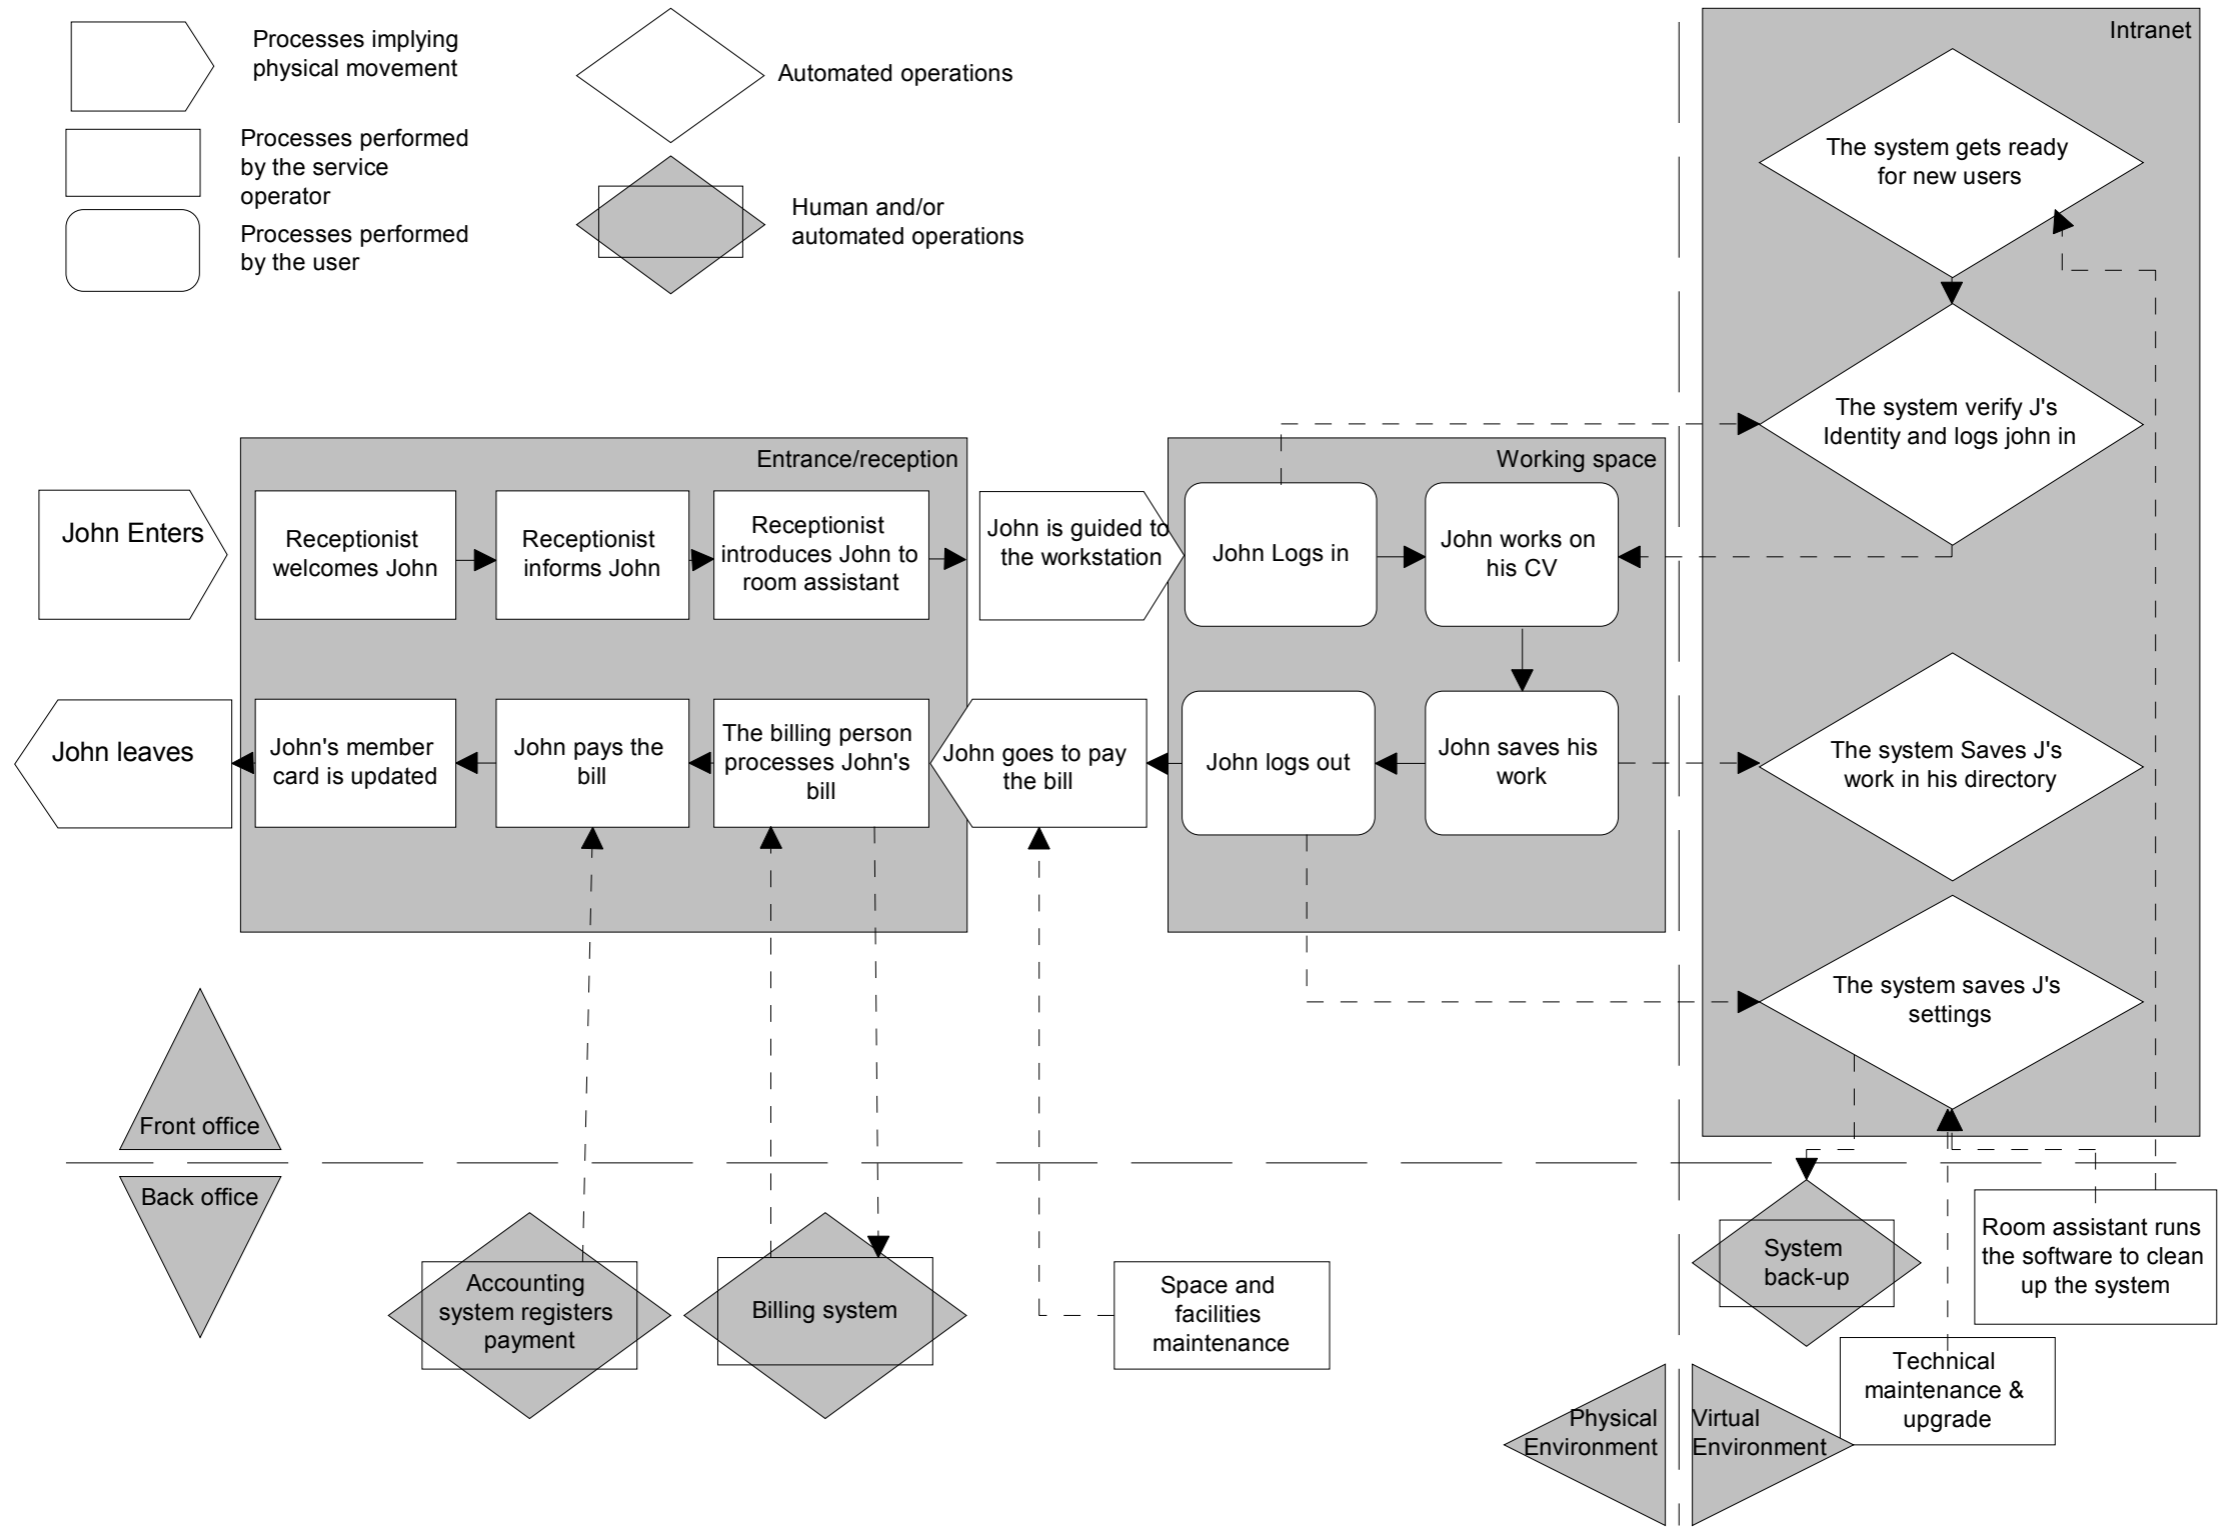 Processes implying
physical movement
Processes performed
by the service
operator
Processes performed
by the user
Automated operations
Human and/or
automated operations
Intranet
The system gets ready
for new users
The system verify J's
Identity and logs john in
The system Saves J's
work in his directory
The system saves J's
settings
Entrance/reception
John Enters
Receptionist
welcomes John
Receptionist
informs John
Receptionist
introduces John to
room assistant
John is guided to
the workstation
Working space
John Logs in
John works on
his CV
John leaves
John's member
card is updated
John pays the
bill
The billing person
processes John's
bill
John goes to pay
the bill
John logs out
John saves his
work
Front office
Back office
Accounting
system registers
payment
Billing system
Space and
facilities
maintenance
System
back-up
Room assistant runs
the software to clean
up the system
Technical
maintenance &
upgrade
Physical
Environment
Virtual
Environment